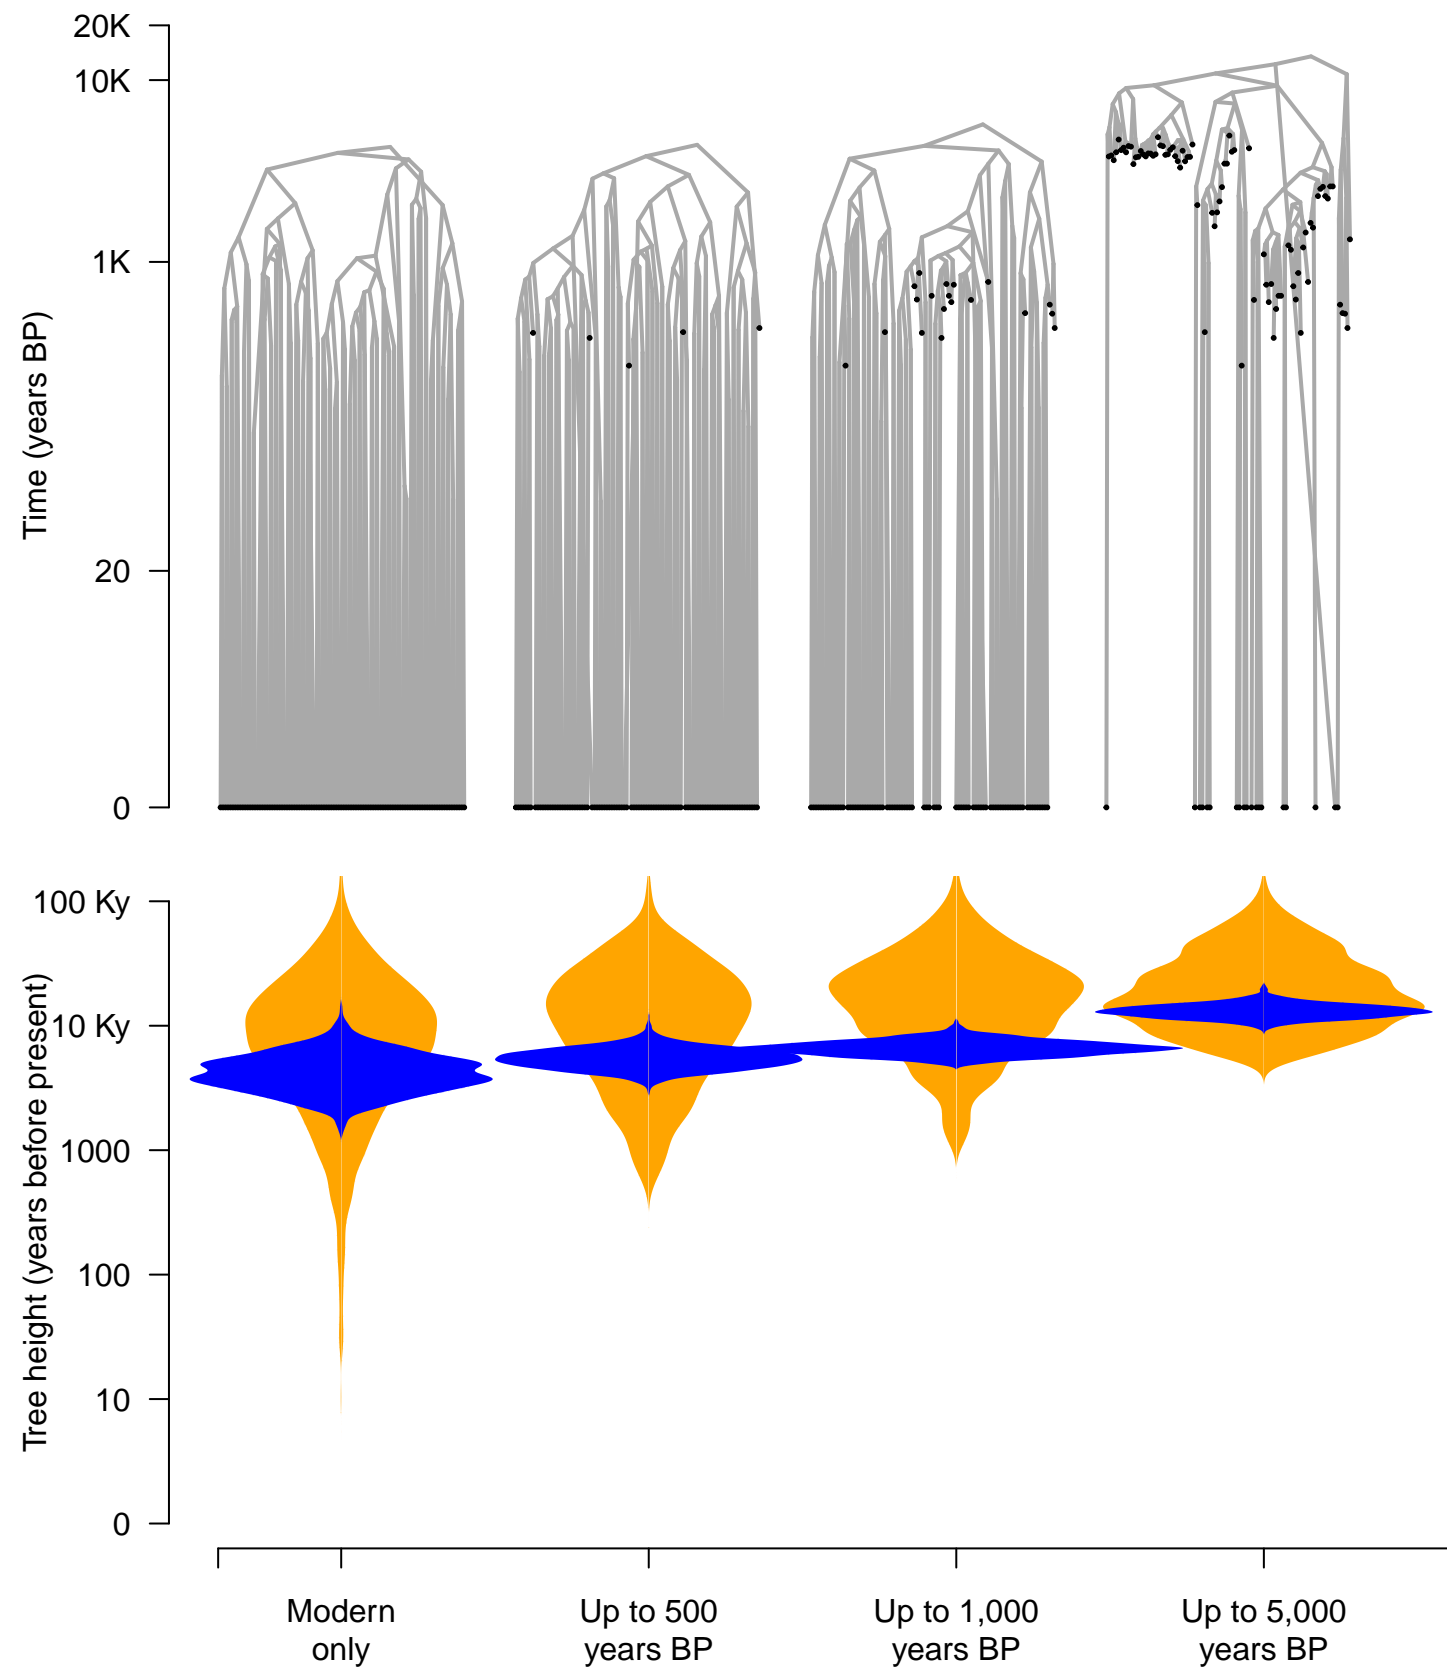 20K
10K
1K
20
0
Time (years BP)
100 Ky
10 Ky
1000
100
10
0
Tree height (years before present)
Modern
only
Up to 500
years BP
Up to 1,000
years BP
Up to 5,000
years BP